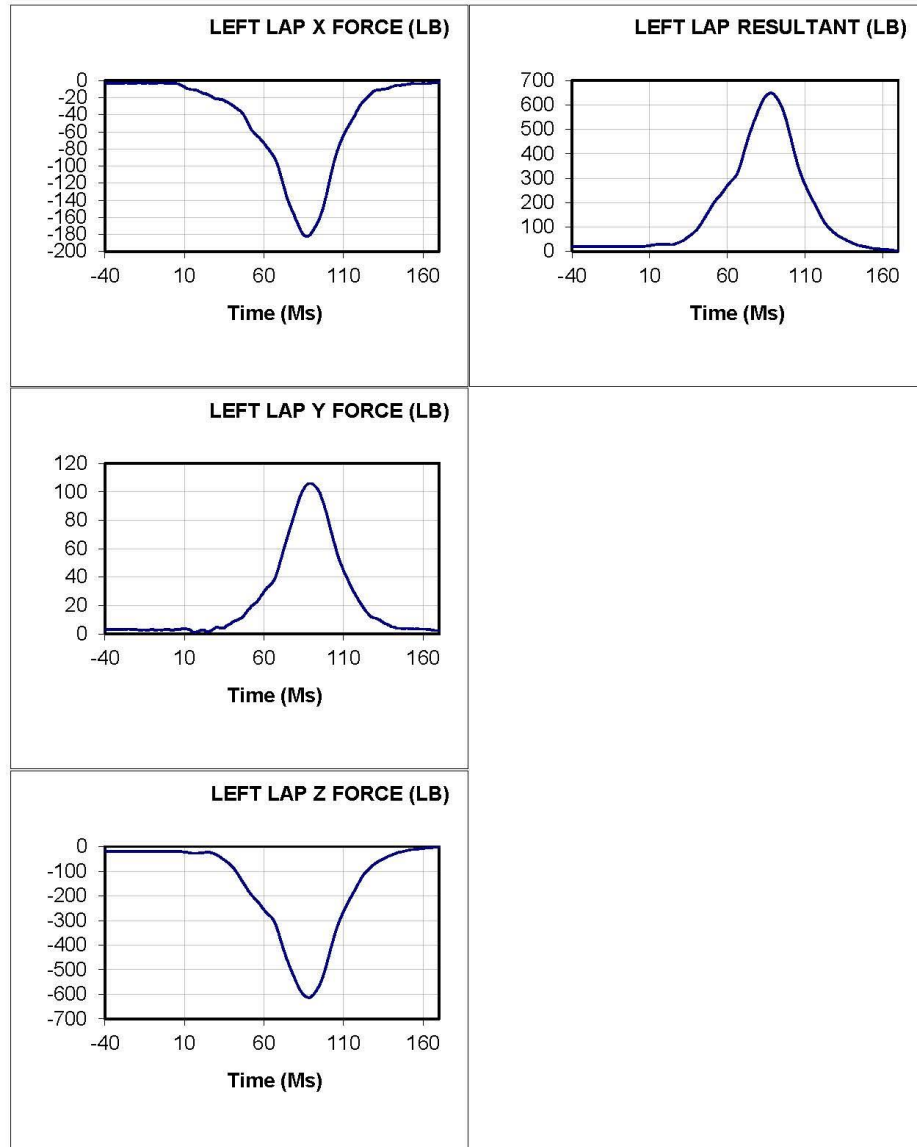 LEFT LAP X FORCE (LB)
0
-20
-40
-60
-80
-100
-120
-140
-160
-180
-200
-40 10 60 110 160
Time (Ms)
LEFT LAP RESULTANT (LB)
700
600
500
400
300
200
100
0
-40 10 60 110 160
Time (Ms)
LEFT LAP Y FORCE (LB)
120
100
80
60
40
20
0
-40 10 60 110 160
Time (Ms)
LEFT LAP Z FORCE (LB)
0
-100
-200
-300
-400
-500
-600
-700
-40 10 60 110 160
Time (Ms)